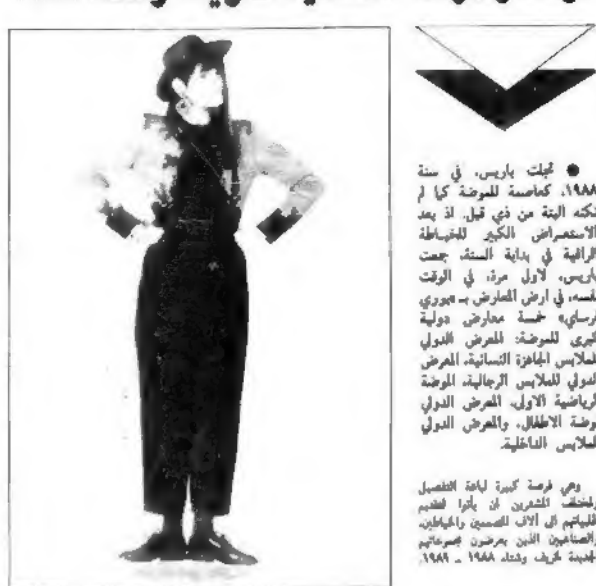 ● تجلت باريس، في سنة
١٩٨٨، كعاصمة للموضة كما لم
تكنه البتة من ذي قبل. اذ بعد
الاستعراض الكبير للخياطة
الراقية في بداية السنة، جمعت
باريس، لاول مرة، في الوقت
نفسه، في ارض المعارض بـ «بوري
فرساي» خمسة معارض دولية
كبرى للموضة: المعرض الدولي
للملابس الجاهزة النسائية، المعرض
الدولي للملابس الرجالية، الموضة
الرياضية الاولى، المعرض الدولي
لموضة الاطفال، والمعرض الدولي
للملابس الداخلية.
وهي فرصة كبيرة لباعة التفصيل
ولمختلف المشترين ان يأتوا لتقديم
طلبياتهم الى آلاف المصممين والخياطين،
والصناعيين الذين يعرضون مجموعاتهم
الجديدة لخريف وشتاء ١٩٨٨ ـ ١٩٨٩.